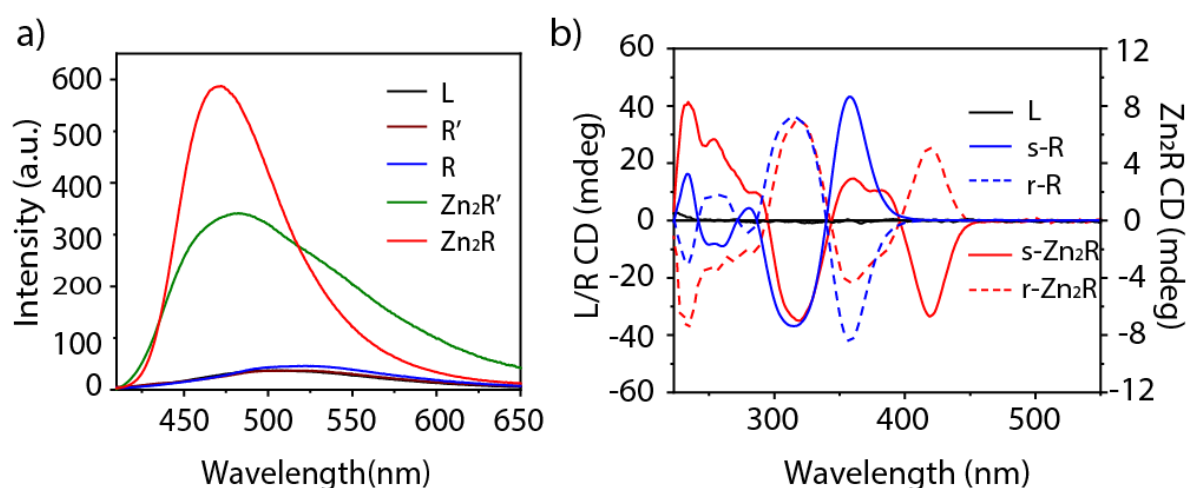 a)
Intensity (a.u.)
600
500
400
300
200
100
0
450
500
550
600
650
Wavelength(nm)
L
R’
R
Zn₂R’
Zn₂R
b)
L/R CD (mdeg)
60
40
20
0
-20
-40
-60
300
400
500
Wavelength (nm)
L
s-R
r-R
s-Zn₂R
r-Zn₂R
12
8
4
0
-4
-8
-12
Zn₂R CD (mdeg)